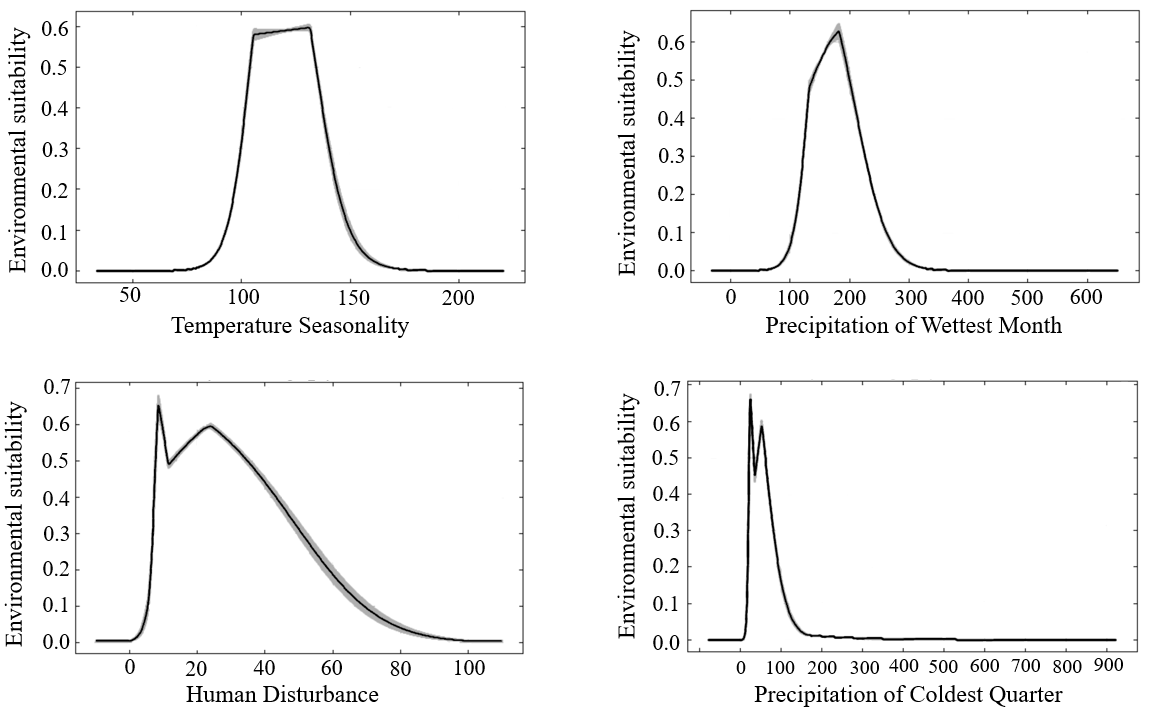 Environmental suitability
0.6
0.5
0.4
0.3
0.2
0.1
0.0
50 100 150 200
Temperature Seasonality
Environmental suitability
0.6
0.5
0.4
0.3
0.2
0.1
0.0
0 100 200 300 400 500 600
Precipitation of Wettest Month
Environmental suitability
0.7
0.6
0.5
0.4
0.3
0.2
0.1
0.0
0 20 40 60 80 100
Human Disturbance
Environmental suitability
0.7
0.6
0.5
0.4
0.3
0.2
0.1
0.0
0 100 200 300 400 500 600 700 800 900
Precipitation of Coldest Quarter